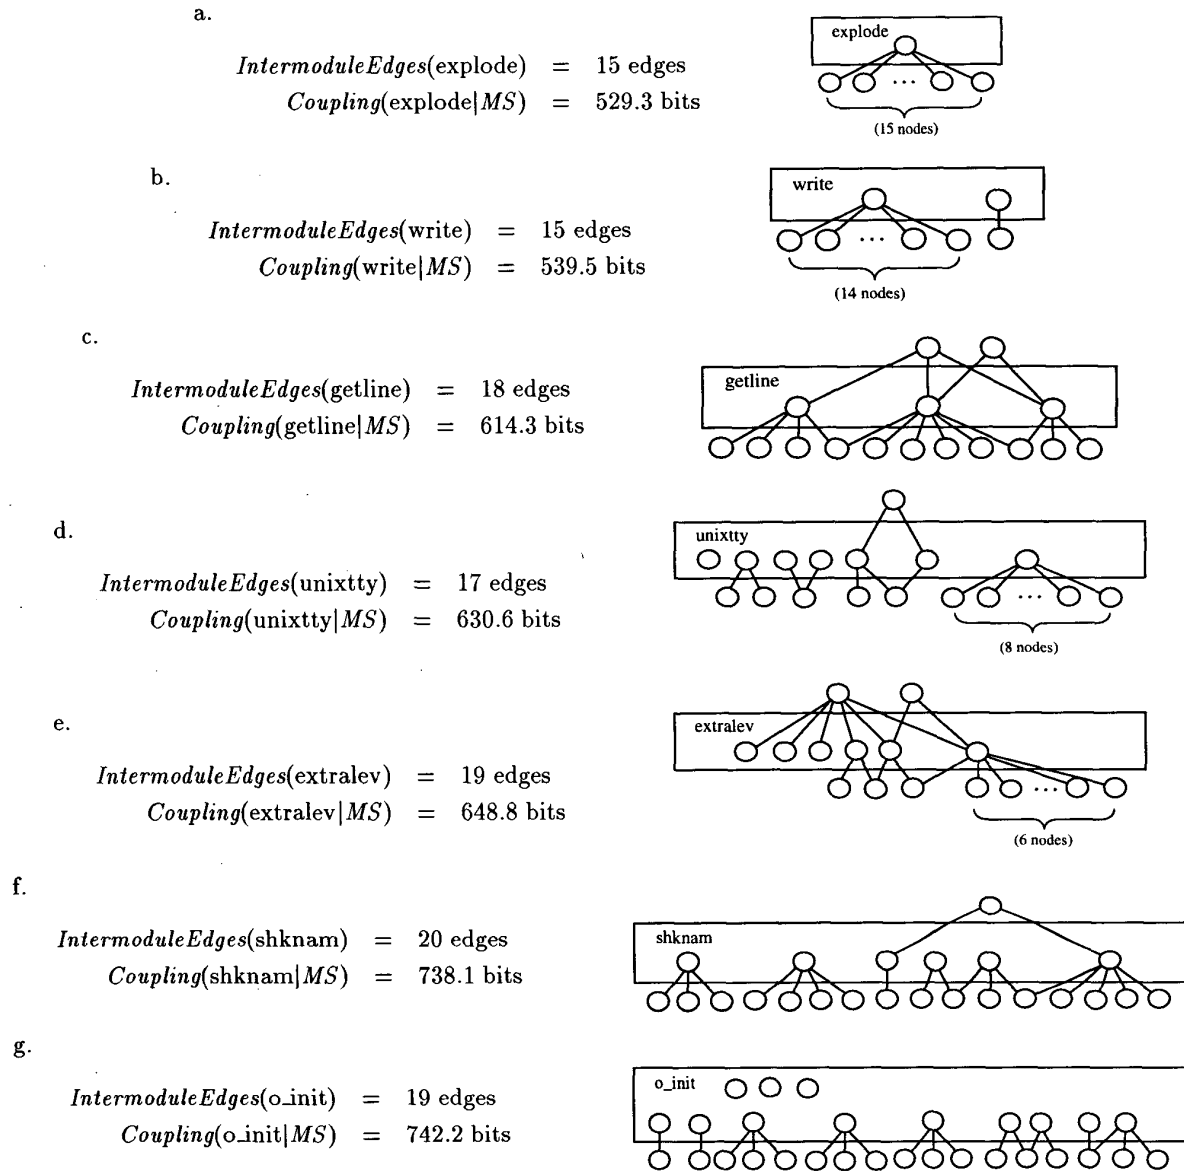 a.
IntermoduleEdges(explode) = 15 edges
Coupling(explode|MS) = 529.3 bits
explode
...
(15 nodes)
b.
IntermoduleEdges(write) = 15 edges
Coupling(write|MS) = 539.5 bits
write
...
(14 nodes)
c.
IntermoduleEdges(getline) = 18 edges
Coupling(getline|MS) = 614.3 bits
getline
d.
IntermoduleEdges(unixtty) = 17 edges
Coupling(unixtty|MS) = 630.6 bits
unixtty
...
(8 nodes)
e.
IntermoduleEdges(extralev) = 19 edges
Coupling(extralev|MS) = 648.8 bits
extralev
...
(6 nodes)
f.
IntermoduleEdges(shknam) = 20 edges
Coupling(shknam|MS) = 738.1 bits
shknam
g.
IntermoduleEdges(o_init) = 19 edges
Coupling(o_init|MS) = 742.2 bits
o_init